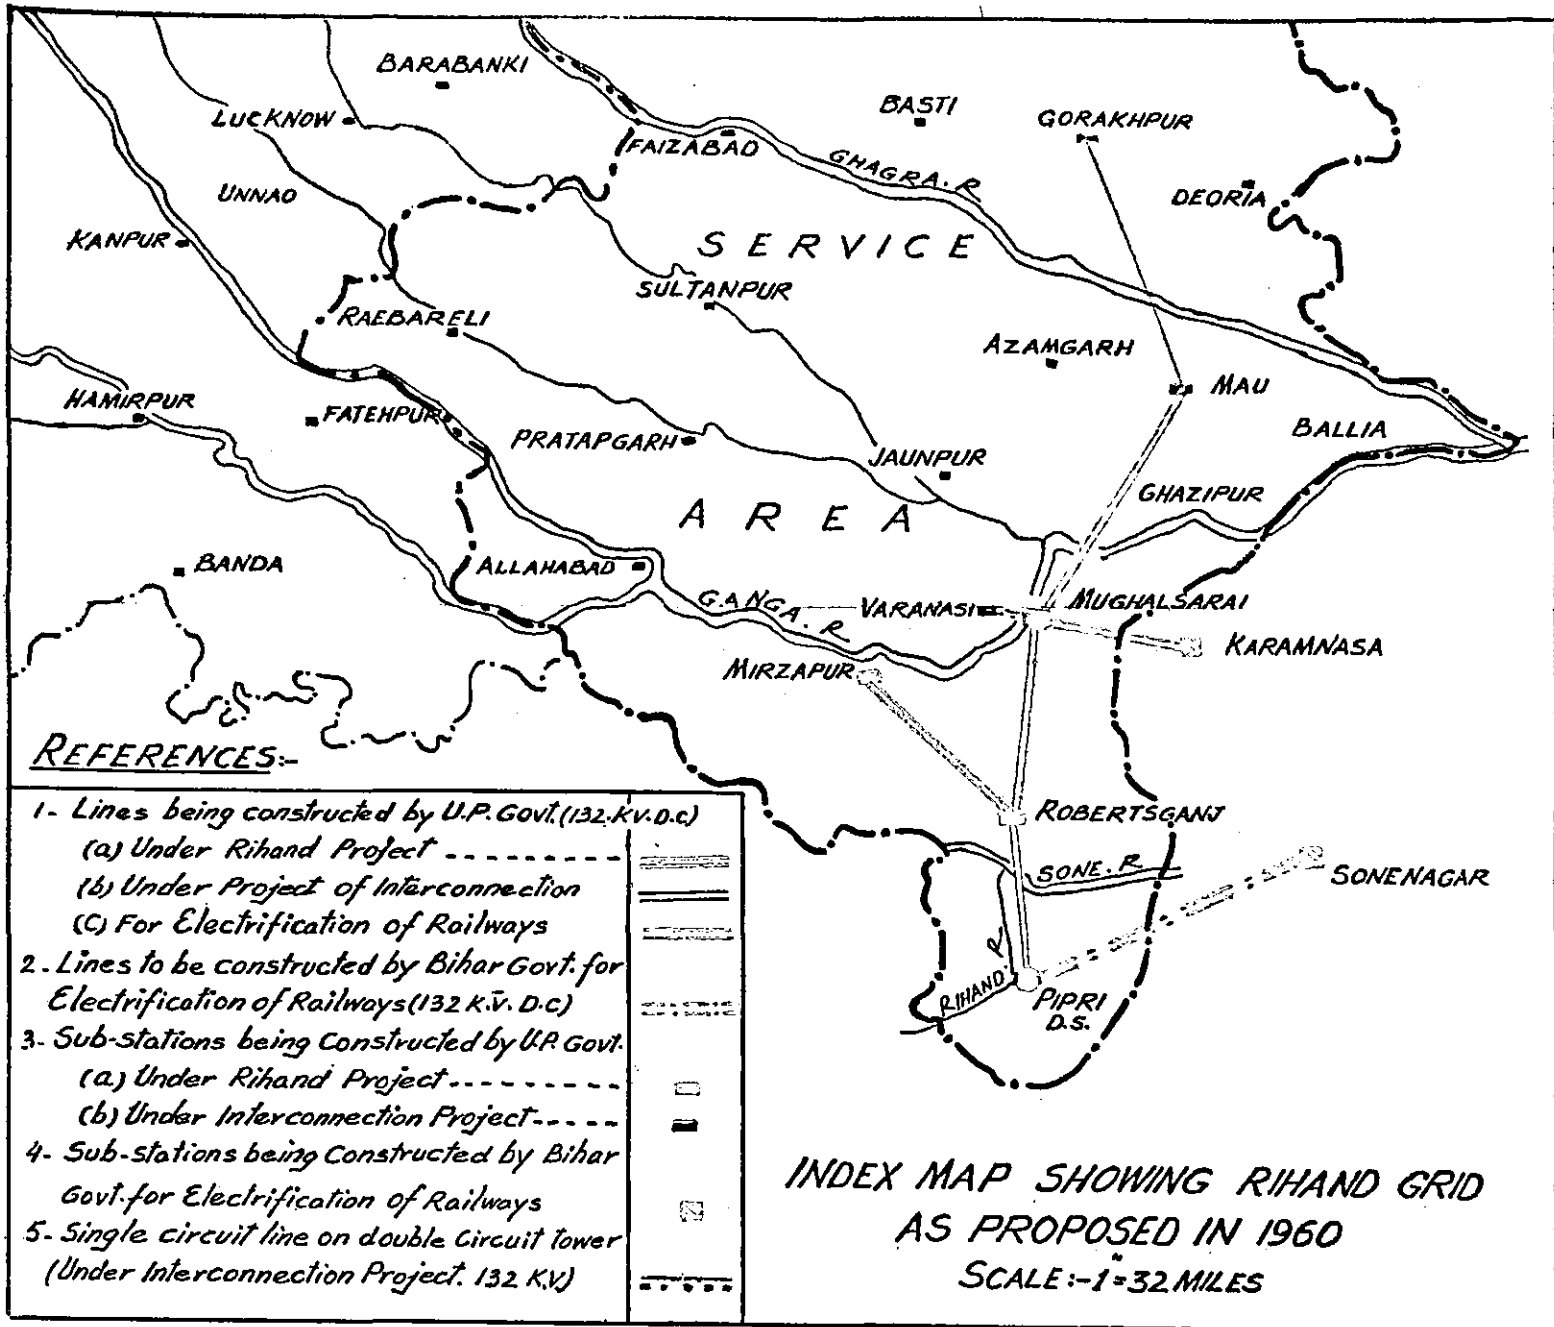 BARABANKI
LUCKNOW
BASTI
GORAKHPUR
FAIZABAD
GHAGRA. R
UNNAO
DEORIA
KANPUR
SERVICE
SULTANPUR
RAEBARELI
AZAMGARH
MAU
HAMIRPUR
FATEHPUR
PRATAPGARH
BALLIA
JAUNPUR
GHAZIPUR
AREA
BANDA
ALLAHABAD
GANGA. R
VARANASI
MUGHALSARAI
KARAMNASA
MIRZAPUR
ROBERTSGANJ
SONE. R
SONENAGAR
RIHAND. R
PIPRI
D.S.
REFERENCES:-
1- Lines being constructed by U.P. Govt.(132.KV.D.C)
(a) Under Rihand Project
(b) Under Project of Interconnection
(C) For Electrification of Railways
2. Lines to be constructed by Bihar Govt. for
Electrification of Railways (132 K.V. D.C)
3- Sub-stations being Constructed by U.P. Govt.
(a) Under Rihand Project
(b) Under Interconnection Project
4- Sub-stations being Constructed by Bihar
Govt. for Electrification of Railways
5- Single circuit line on double Circuit tower
(Under Interconnection Project. 132 K.V.)
INDEX MAP SHOWING RIHAND GRID
AS PROPOSED IN 1960
SCALE:-1"=32 MILES